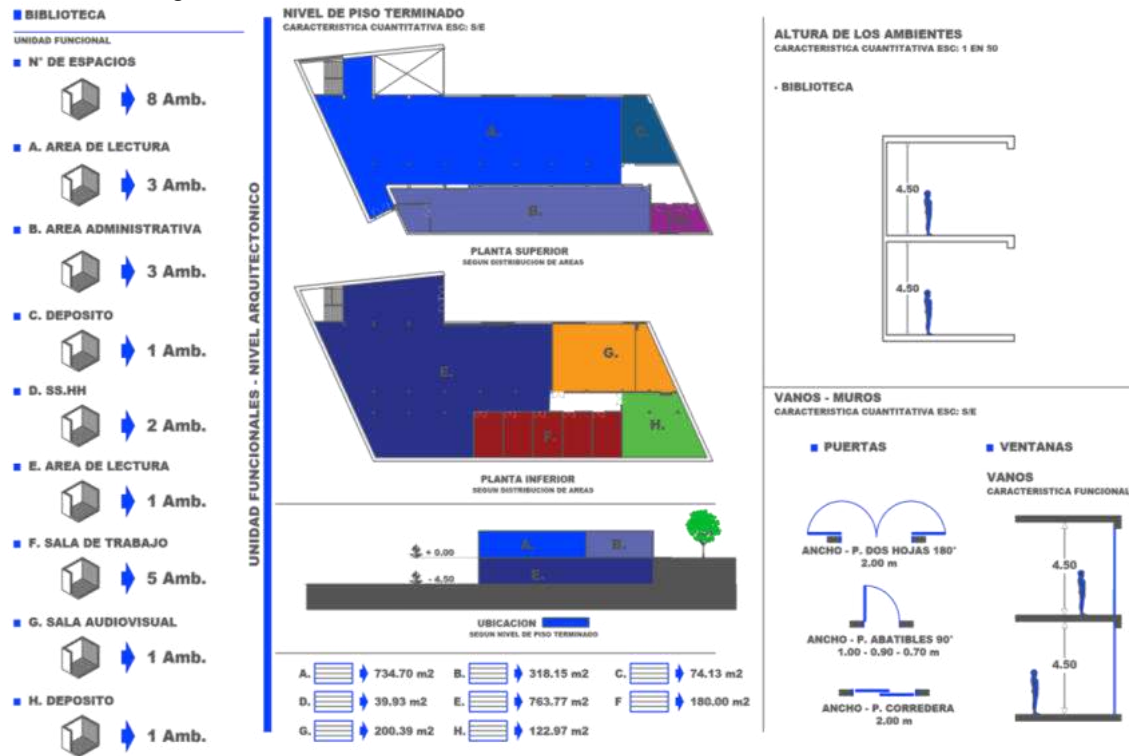 BIBLIOTECA
UNIDAD FUNCIONAL
N° DE ESPACIOS
8 Amb.
A. AREA DE LECTURA
3 Amb.
B. AREA ADMINISTRATIVA
3 Amb.
C. DEPOSITO
1 Amb.
D. SS.HH
2 Amb.
E. AREA DE LECTURA
1 Amb.
F. SALA DE TRABAJO
5 Amb.
G. SALA AUDIOVISUAL
1 Amb.
H. DEPOSITO
1 Amb.
UNIDAD FUNCIONALES - NIVEL ARQUITECTONICO
NIVEL DE PISO TERMINADO
CARACTERISTICA CUANTITATIVA ESC: S/E
A.
C.
B.
PLANTA SUPERIOR
SEGUN DISTRIBUCION DE AREAS
G.
E.
F.
H.
PLANTA INFERIOR
SEGUN DISTRIBUCION DE AREAS
A.
B.
+ 0.00
E.
- 4.50
UBICACION
SEGUN NIVEL DE PISO TERMINADO
A. 734.70 m2 B. 318.15 m2 C. 74.13 m2
D. 39.93 m2 E. 763.77 m2 F 180.00 m2
G. 200.39 m2 H. 122.97 m2
ALTURA DE LOS AMBIENTES
CARACTERISTICA CUANTITATIVA ESC: 1 EN 50
- BIBLIOTECA
4.50
4.50
VANOS - MUROS
CARACTERISTICA CUANTITATIVA ESC: S/E
PUERTAS
ANCHO - P. DOS HOJAS 180°
2.00 m
ANCHO - P. ABATIBLES 90°
1.00 - 0.90 - 0.70 m
ANCHO - P. CORREDERA
2.00 m
VENTANAS
VANOS
CARACTERISTICA FUNCIONAL
4.50
4.50